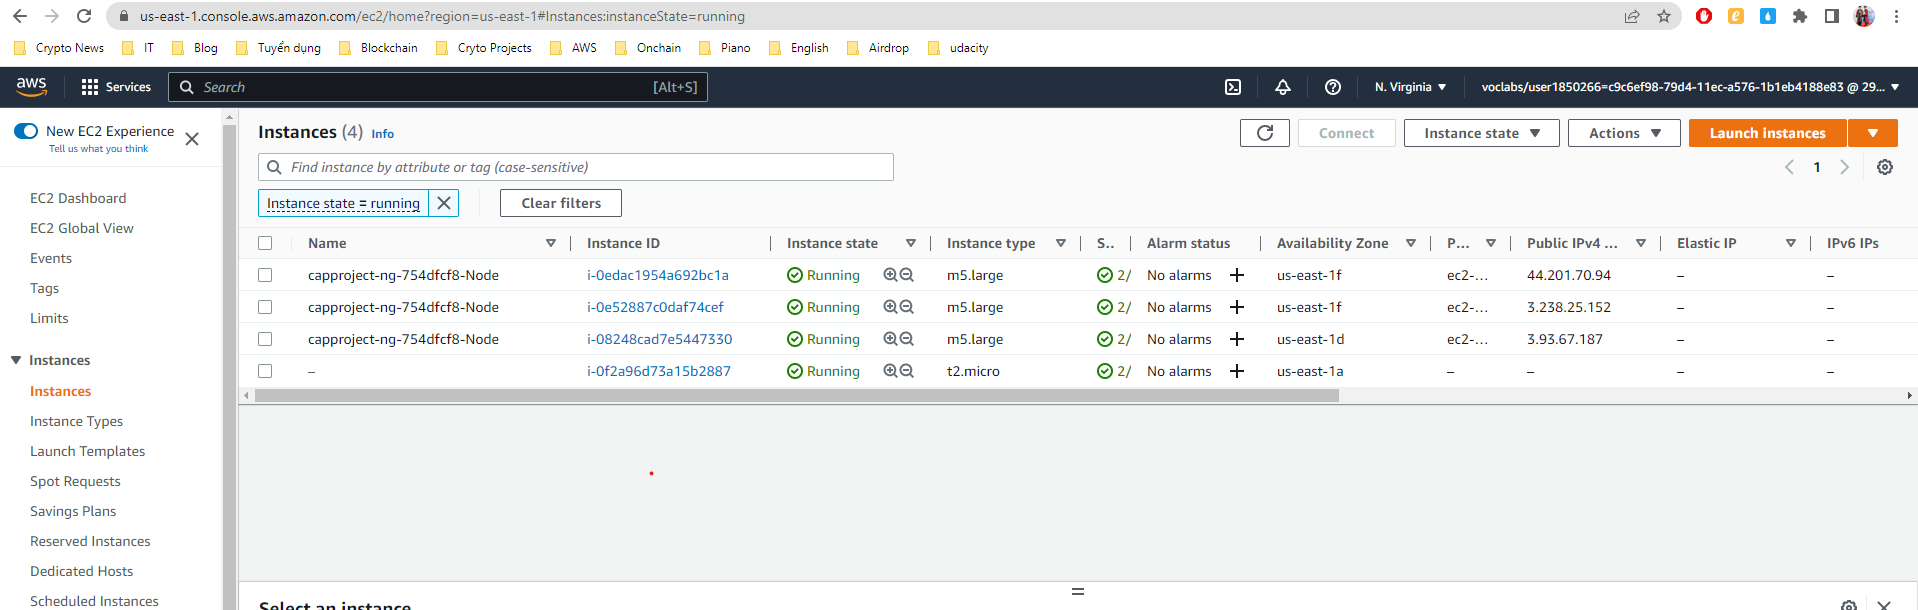 us-east-1.console.aws.amazon.com/ec2/home?region=us-east-1#Instances:instanceState=running
Crypto News IT Blog Tuyển dụng Blockchain Cryto Projects AWS Onchain Piano English Airdrop udacity
aws Services Search [Alt+S] N. Virginia voclabs/user1850266=c9c6ef98-79d4-11ec-a576-1b1eb4188e83 @ 29...
New EC2 Experience
Tell us what you think
EC2 Dashboard
EC2 Global View
Events
Tags
Limits
Instances
Instances
Instance Types
Launch Templates
Spot Requests
Savings Plans
Reserved Instances
Dedicated Hosts
Scheduled Instances
Instances (4) Info
Connect Instance state Actions Launch instances
Find instance by attribute or tag (case-sensitive)
1
Instance state = running Clear filters
Name Instance ID Instance state Instance type S.. Alarm status Availability Zone P... Public IPv4 ... Elastic IP IPv6 IPs
capproject-ng-754dfcf8-Node i-0edac1954a692bc1a Running m5.large 2/ No alarms + us-east-1f ec2-... 44.201.70.94 – –
capproject-ng-754dfcf8-Node i-0e52887c0daf74cef Running m5.large 2/ No alarms + us-east-1f ec2-... 3.238.25.152 – –
capproject-ng-754dfcf8-Node i-08248cad7e5447330 Running m5.large 2/ No alarms + us-east-1d ec2-... 3.93.67.187 – –
– i-0f2a96d73a15b2887 Running t2.micro 2/ No alarms + us-east-1a – – – –
Select an instance